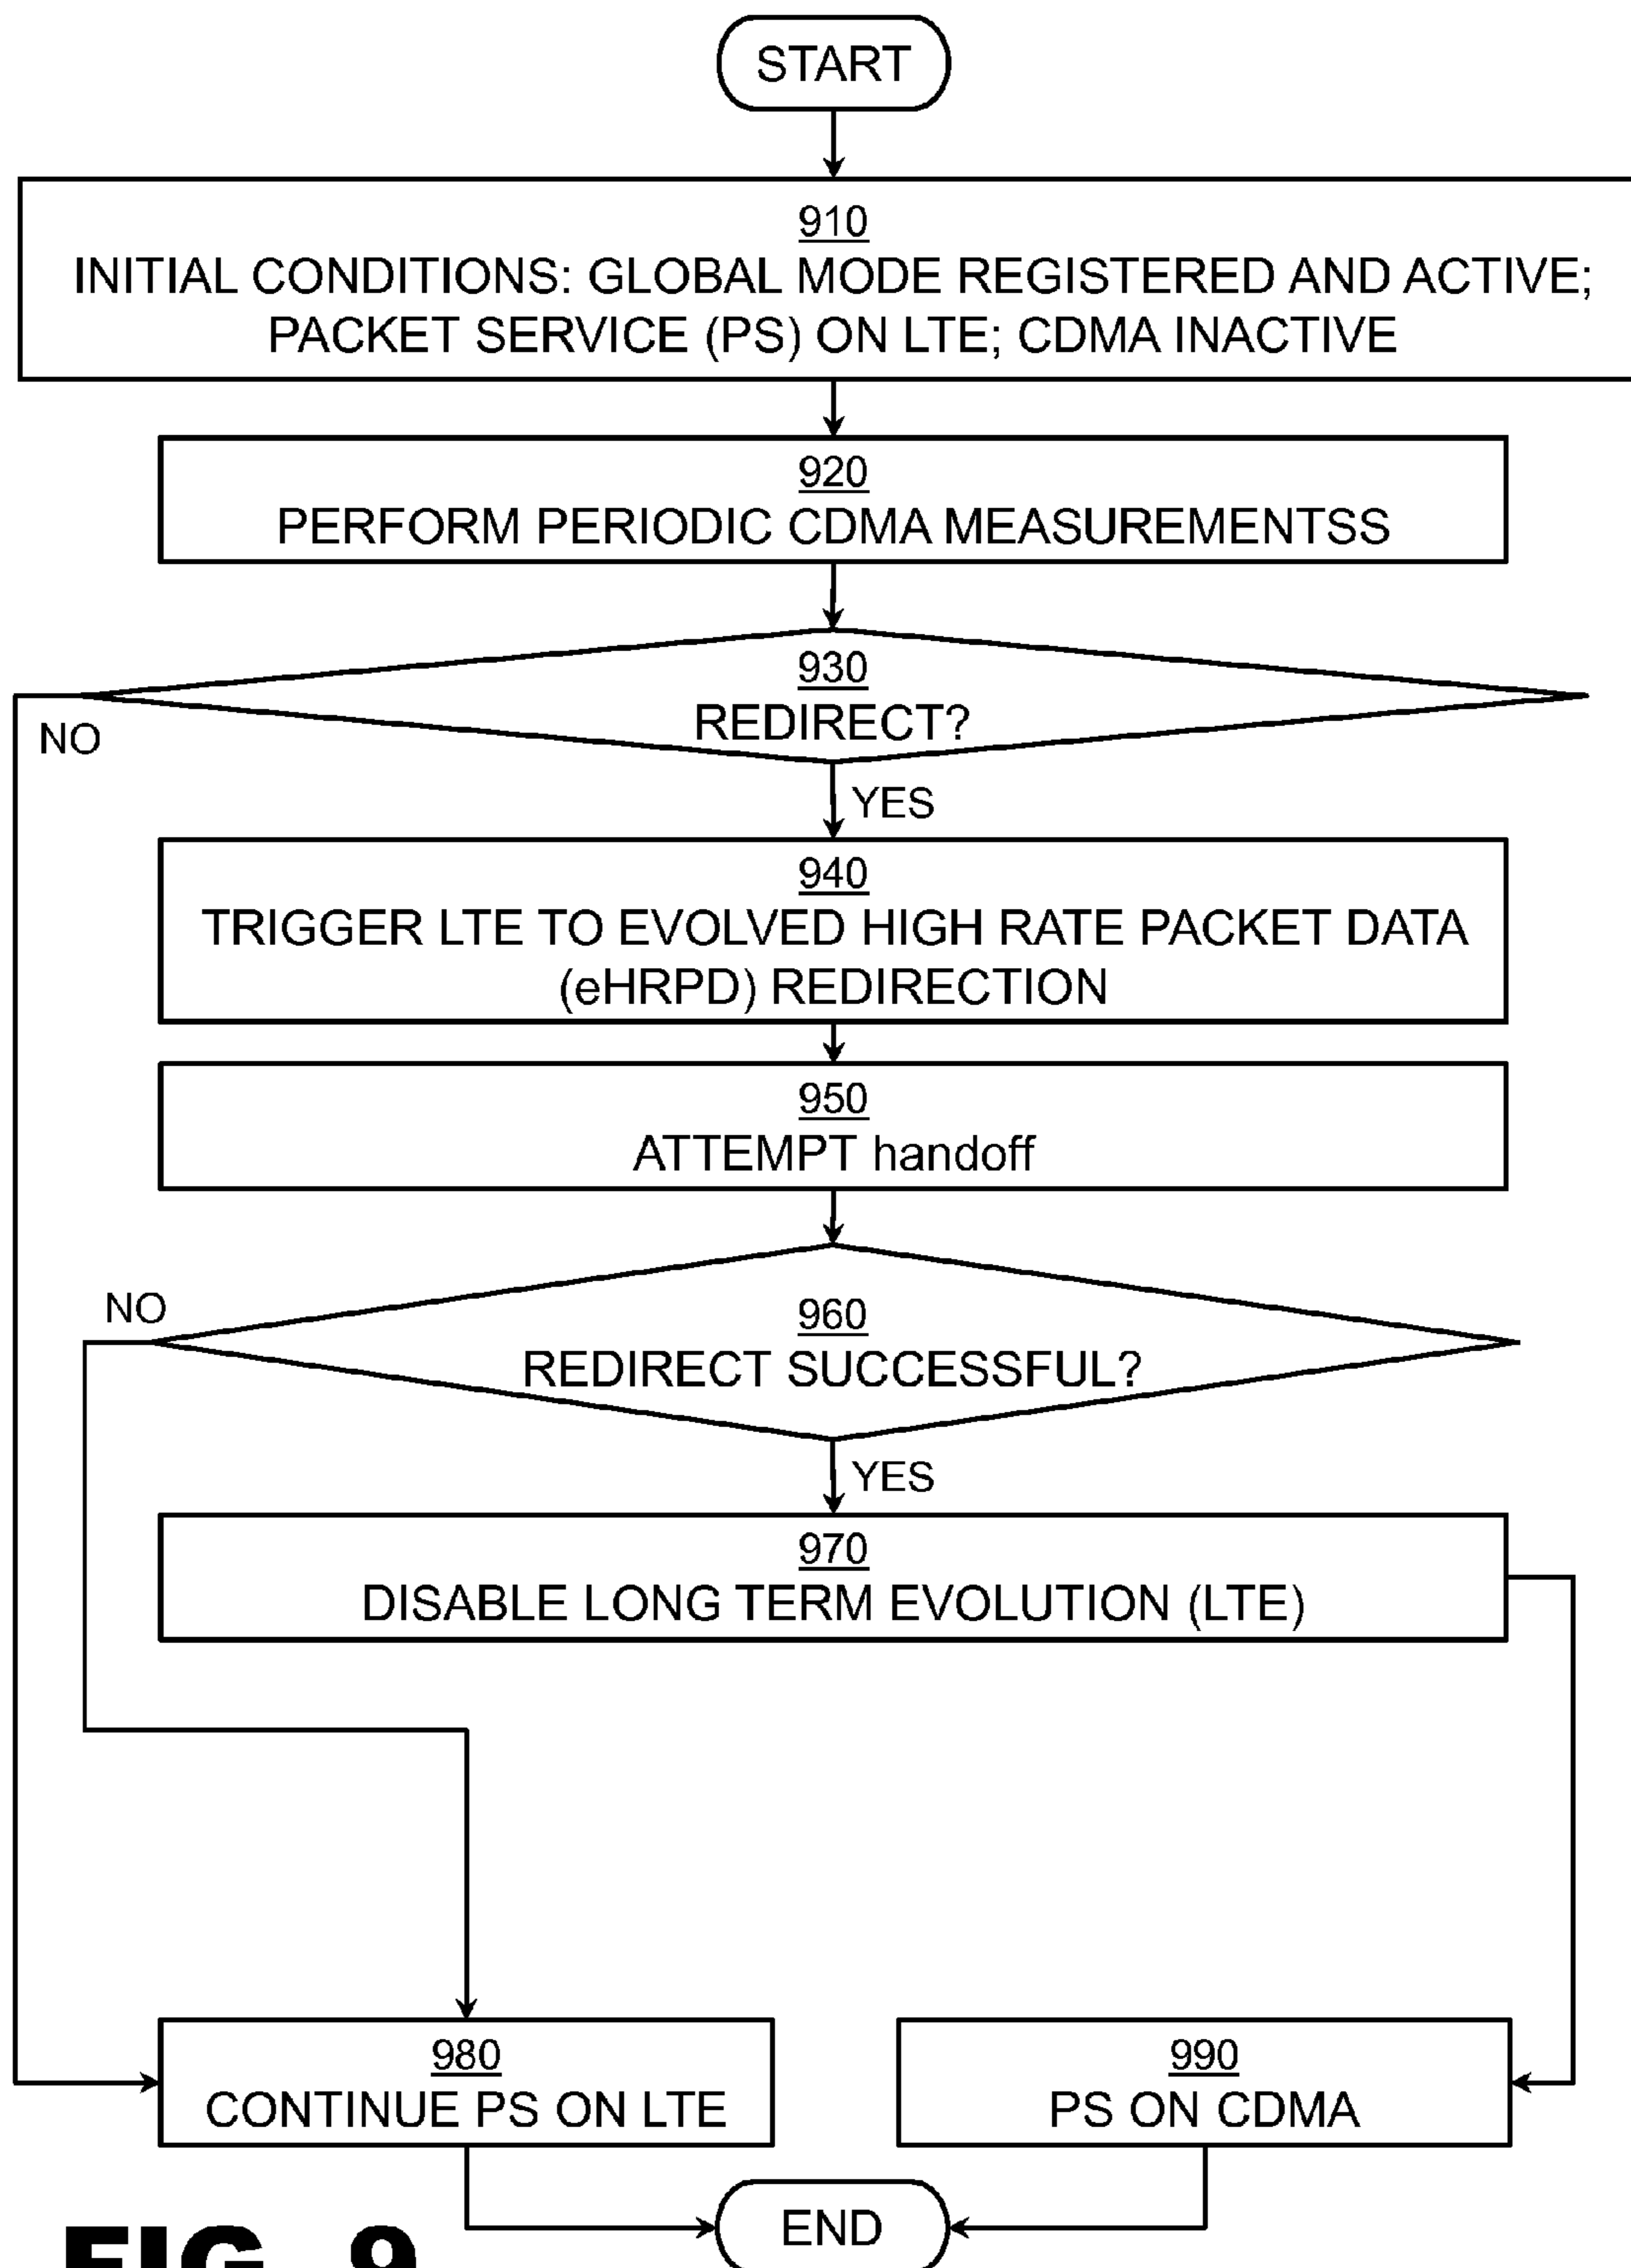 START
910
INITIAL CONDITIONS: GLOBAL MODE REGISTERED AND ACTIVE;
PACKET SERVICE (PS) ON LTE; CDMA INACTIVE
920
PERFORM PERIODIC CDMA MEASUREMENTSS
930
REDIRECT?
NO
YES
940
TRIGGER LTE TO EVOLVED HIGH RATE PACKET DATA
(eHRPD) REDIRECTION
950
ATTEMPT handoff
NO
960
REDIRECT SUCCESSFUL?
YES
970
DISABLE LONG TERM EVOLUTION (LTE)
980
CONTINUE PS ON LTE
990
PS ON CDMA
END
FIG. 9